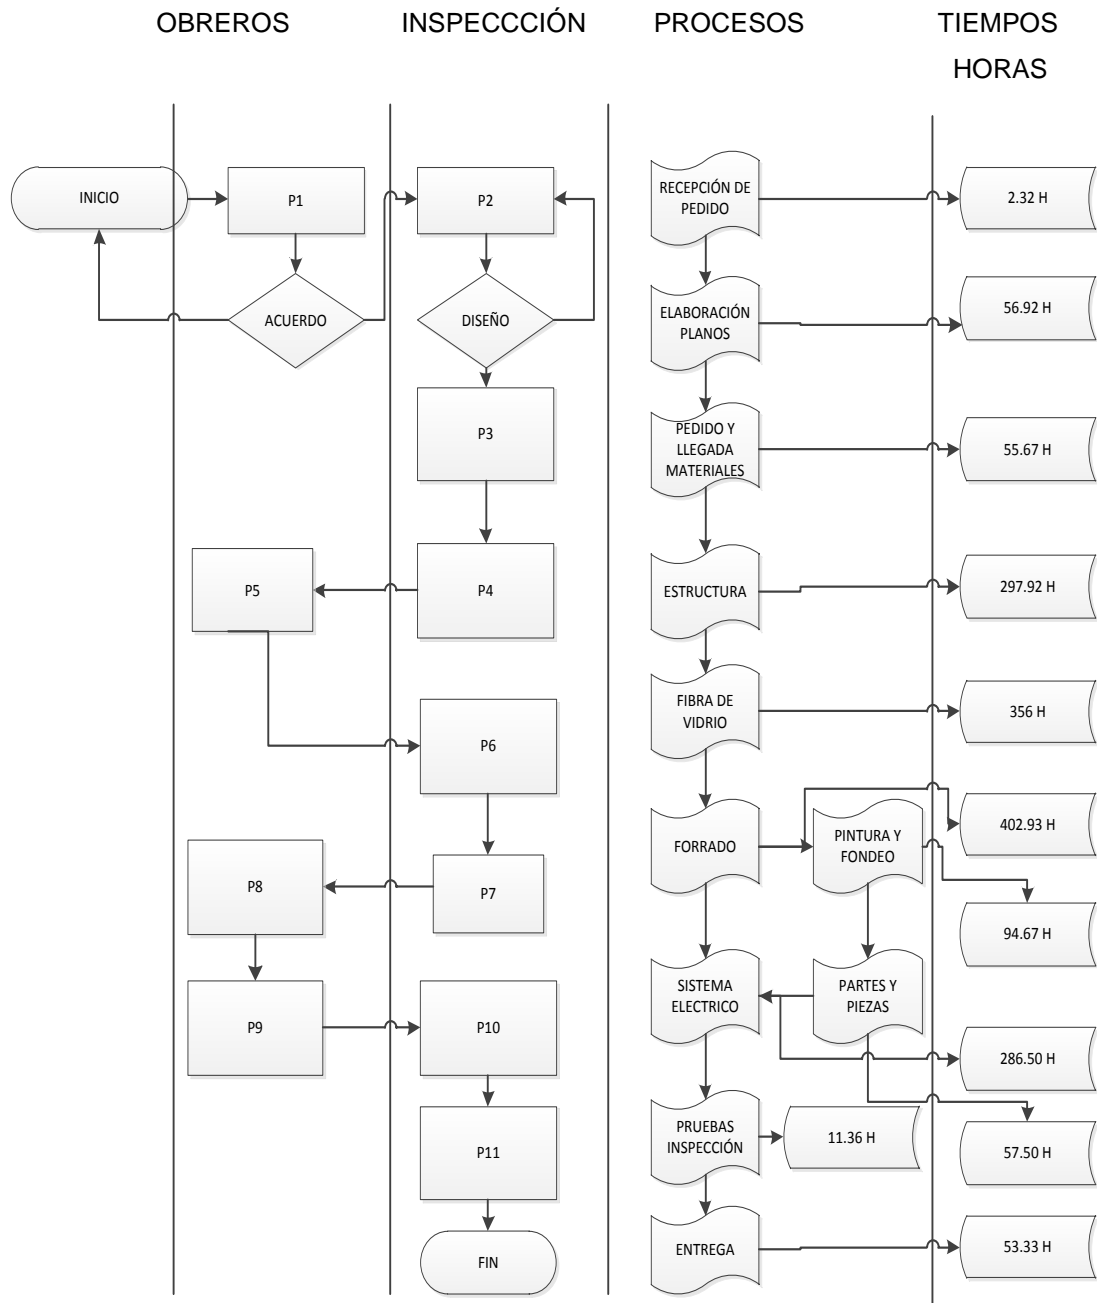 OBREROS
INSPECCCIÓN
PROCESOS
TIEMPOS
HORAS
INICIO
P1
P2
RECEPCIÓN DE
PEDIDO
2.32 H
ACUERDO
DISEÑO
ELABORACIÓN
PLANOS
56.92 H
P3
PEDIDO Y
LLEGADA
MATERIALES
55.67 H
P5
P4
ESTRUCTURA
297.92 H
P6
FIBRA DE
VIDRIO
356 H
FORRADO
PINTURA Y
FONDEO
402.93 H
P8
P7
94.67 H
P9
P10
SISTEMA
ELECTRICO
PARTES Y
PIEZAS
286.50 H
P11
PRUEBAS
INSPECCIÓN
11.36 H
57.50 H
FIN
ENTREGA
53.33 H